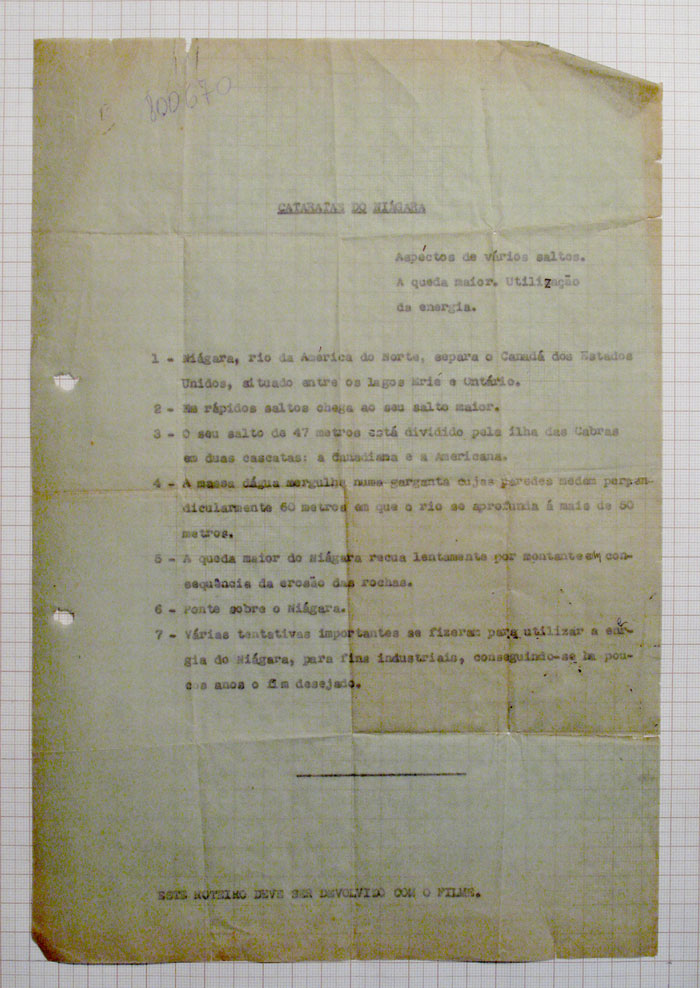 100670
CATARATAS DO NIÁGARA
Aspéctos de vários saltos.
A queda maior. Utilização
da energia.
1 - Niágara, rio da América do Norte, separa o Canadá dos Estados
Unidos, situado entre os lagos Erié e Ontário.
2 - Em rápidos saltos chega ao seu salto maior.
3 - O seu salto de 47 metros está dividido pela ilha das Cabras
em duas cascatas: a Canadiana e a Americana.
4 - A massa dágua mergulha numa garganta cujas paredes medem perpen-
dicularmente 60 metros em que o rio se aprofunda á mais de 50
metros.
5 - A queda maior do Niágara recua lentamente por montante em con-
sequência da erosão das rochas.
6 - Ponte sobre o Niágara.
7 - Várias tentativas importantes se fizeram para utilizar a enér-
gia do Niágara, para fins industriais, conseguindo-se ha pou-
cos anos o fim desejado.
ESTE ROTEIRO DEVE SER DEVOLVIDO COM O FILME.